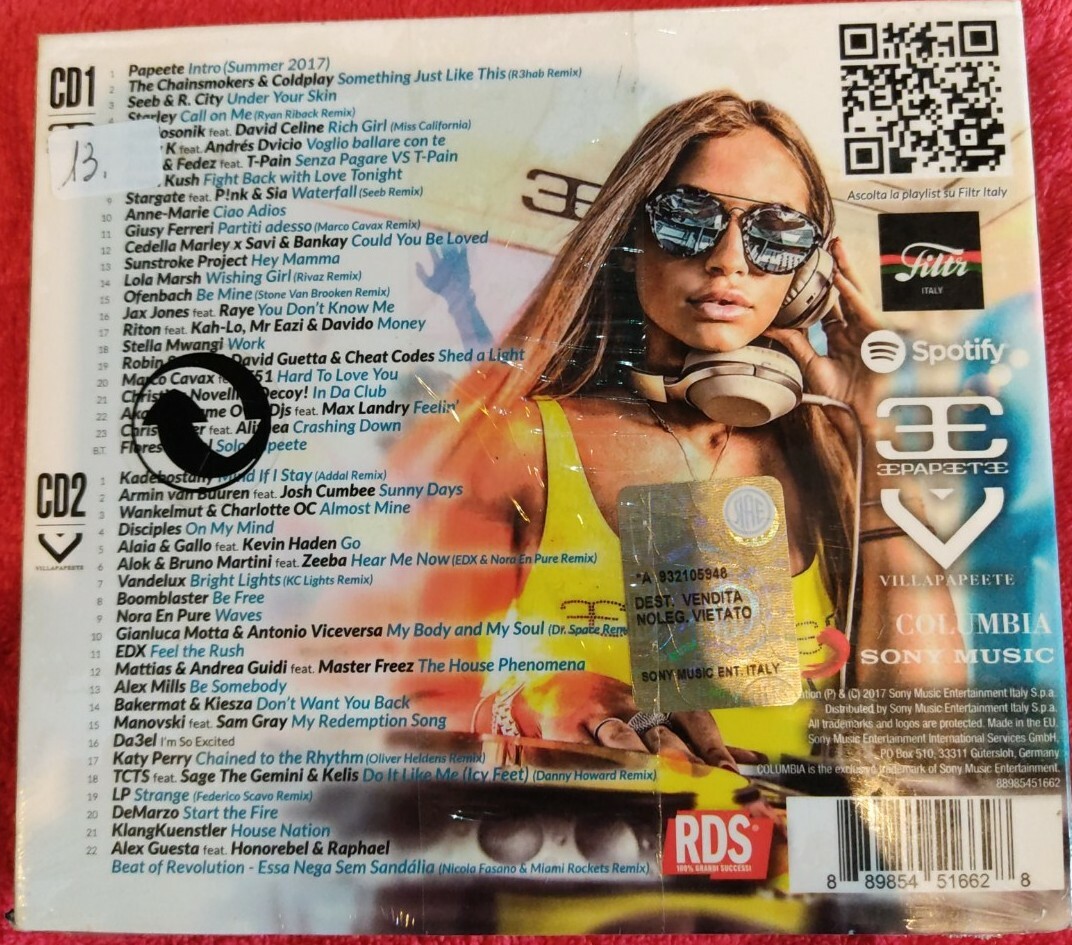 CD1
1 Papeete Intro (Summer 2017)
2 The Chainsmokers & Coldplay Something Just Like This (R3hab Remix)
3 Seeb & R. City Under Your Skin
Starley Call on Me (Ryan Riback Remix)
feat. David Celine Rich Girl (Miss California)
K feat. Andrés Dvicio Voglio ballare con te
& Fedez feat. T-Pain Senza Pagare VS T-Pain
Kush Fight Back with Love Tonight
13.
9 Stargate feat. P!nk & Sia Waterfall (Seeb Remix)
10 Anne-Marie Ciao Adios
11 Giusy Ferreri Partiti adesso (Marco Cavax Remix)
12 Cedella Marley x Savi & Bankay Could You Be Loved
13 Sunstroke Project Hey Mamma
14 Lola Marsh Wishing Girl (Rivaz Remix)
15 Ofenbach Be Mine (Stone Van Brooken Remix)
16 Jax Jones feat. Raye You Don't Know Me
17 Riton feat. Kah-Lo, Mr Eazi & Davido Money
18 Stella Mwangi Work
19 Robin David Guetta & Cheat Codes Shed a Light
20 Marco Cavax Hard To Love You
21 Decoy! In Da Club
22 Djs feat. Max Landry Feelin'
23 feat. Crashing Down
B.T.
CD2
VILLAPAPEETE
1 Kadebostany Mind If I Stay (Addal Remix)
2 Armin van Buuren feat. Josh Cumbee Sunny Days
3 Wankelmut & Charlotte OC Almost Mine
4 Disciples On My Mind
5 Alaia & Gallo feat. Kevin Haden Go
6 Alok & Bruno Martini feat. Zeeba Hear Me Now (EDX & Nora En Pure Remix)
7 Vandelux Bright Lights (KC Lights Remix)
8 Boomblaster Be Free
9 Nora En Pure Waves
10 Gianluca Motta & Antonio Viceversa My Body and My Soul (Dr. Space Rem
11 EDX Feel the Rush
12 Mattias & Andrea Guidi feat. Master Freez The House Phenomena
13 Alex Mills Be Somebody
14 Bakermat & Kiesza Don't Want You Back
15 Manovski feat. Sam Gray My Redemption Song
16 Da3el I'm So Excited
17 Katy Perry Chained to the Rhythm (Oliver Heldens Remix)
18 TCTS feat. Sage The Gemini & Kelis Do It Like Me (Icy Feet) (Danny Howard Remix)
19 LP Strange (Federico Scavo Remix)
20 DeMarzo Start the Fire
21 KlangKuenstler House Nation
22 Alex Guesta feat. Honorebel & Raphael
Beat of Revolution - Essa Nega Sem Sandália (Nicola Fasano & Miami Rockets Remix)
Ascolta la playlist su Filtr Italy
Filtr
ITALY
Spotify
PAPEETE
VILLAPAPEETE
COLUMBIA
SONY MUSIC
SIAE
*A 932105948
DEST. VENDITA
NOLEG. VIETATO
SONY MUSIC ENT. ITALY
(P) & (C) 2017 Sony Music Entertainment Italy S.p.a.
Distributed by Sony Music Entertainment Italy S.p.a.
All trademarks and logos are protected. Made in the EU.
Sony Music Entertainment International Services GmbH,
PO Box 510, 33311 Gütersloh, Germany
COLUMBIA is the exclusive trademark of Sony Music Entertainment.
88985451662
RDS
100% GRANDI SUCCESSI
8 89854 51662 8